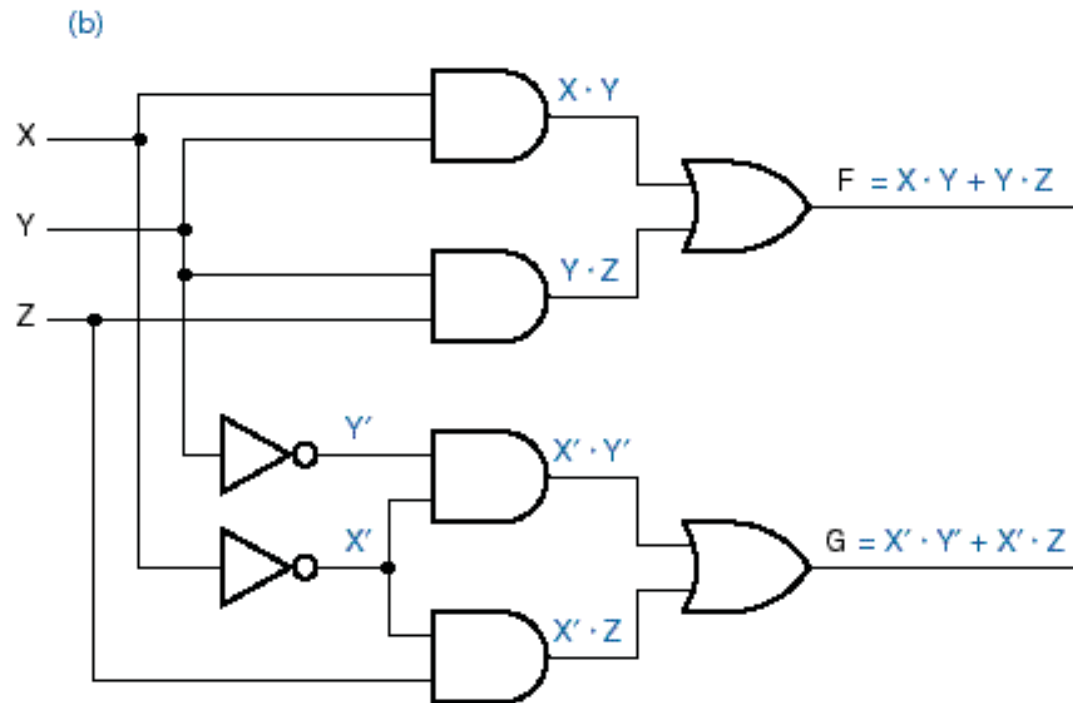 (b)
X · Y
X
F = X · Y + Y · Z
Y
Y · Z
Z
Y′
X′ · Y′
X′
G = X′ · Y′ + X′ · Z
X′ · Z